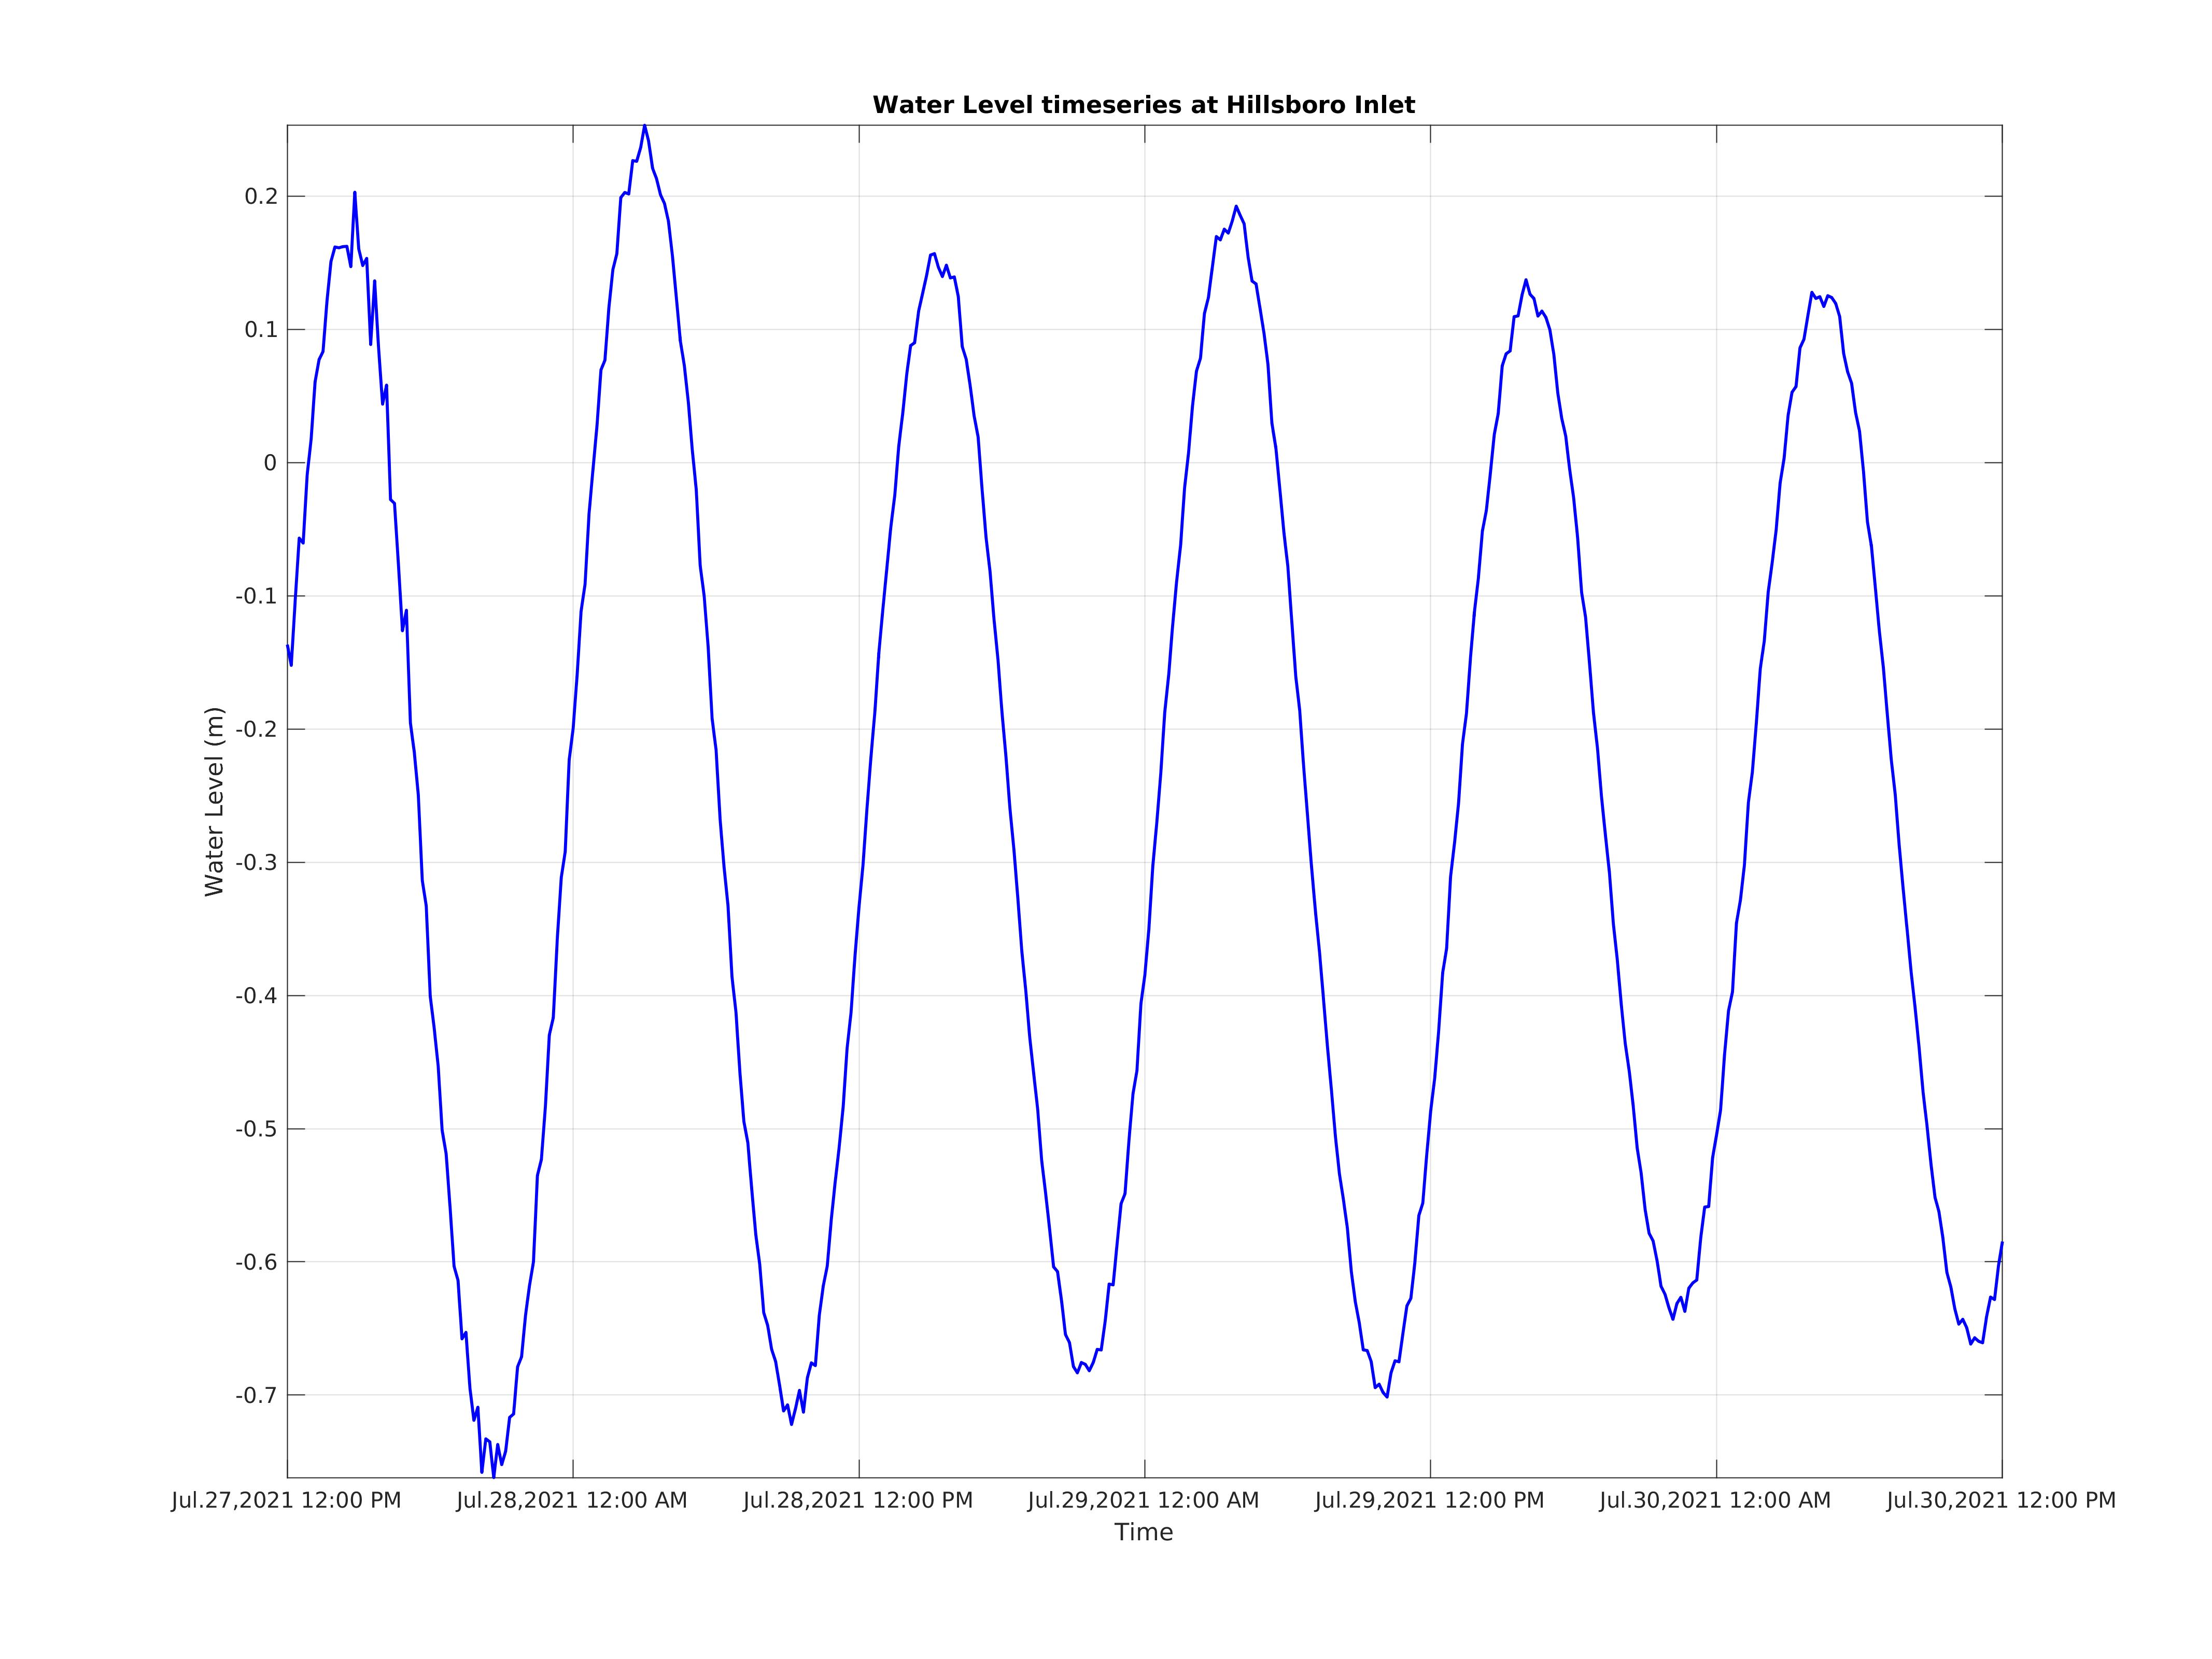 Water Level timeseries at Hillsboro Inlet
0.2
0.1
0
-0.1
-0.2
-0.3
-0.4
-0.5
-0.6
-0.7
Water Level (m)
Jul.27,2021 12:00 PM Jul.28,2021 12:00 AM Jul.28,2021 12:00 PM Jul.29,2021 12:00 AM Jul.29,2021 12:00 PM Jul.30,2021 12:00 AM Jul.30,2021 12:00 PM
Time